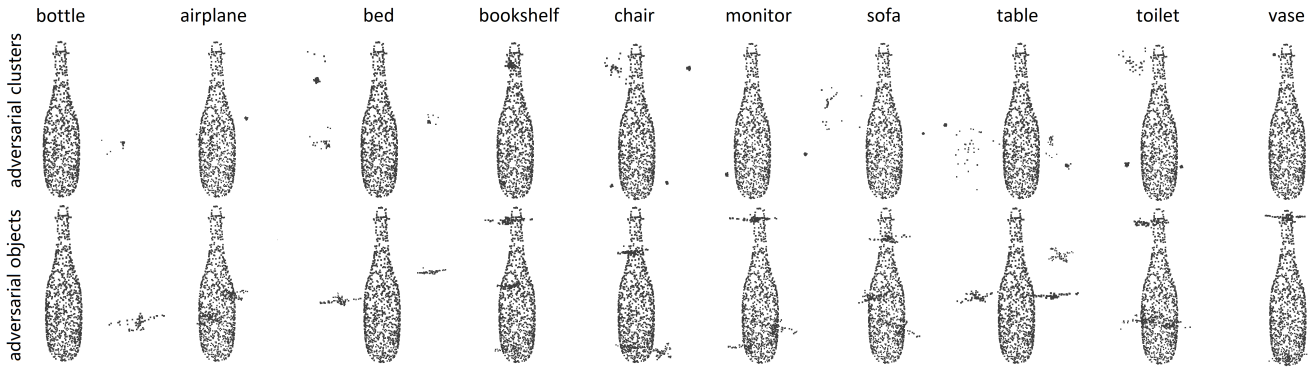 bottle airplane bed bookshelf chair monitor sofa table toilet vase
adversarial clusters
adversarial objects